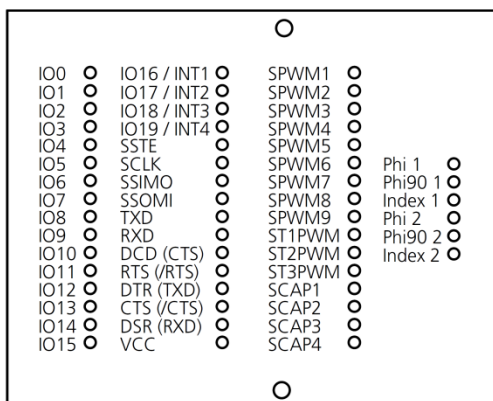 IO0 IO16 / INT1 SPWM1
IO1 IO17 / INT2 SPWM2
IO2 IO18 / INT3 SPWM3
IO3 IO19 / INT4 SPWM4
IO4 SSTE SPWM5
IO5 SCLK SPWM6 Phi 1
IO6 SSIMO SPWM7 Phi90 1
IO7 SSOMI SPWM8 Index 1
IO8 TXD SPWM9 Phi 2
IO9 RXD ST1PWM Phi90 2
IO10 DCD (CTS) ST2PWM Index 2
IO11 RTS (/RTS) ST3PWM
IO12 DTR (TXD) SCAP1
IO13 CTS (/CTS) SCAP2
IO14 DSR (RXD) SCAP3
IO15 VCC SCAP4